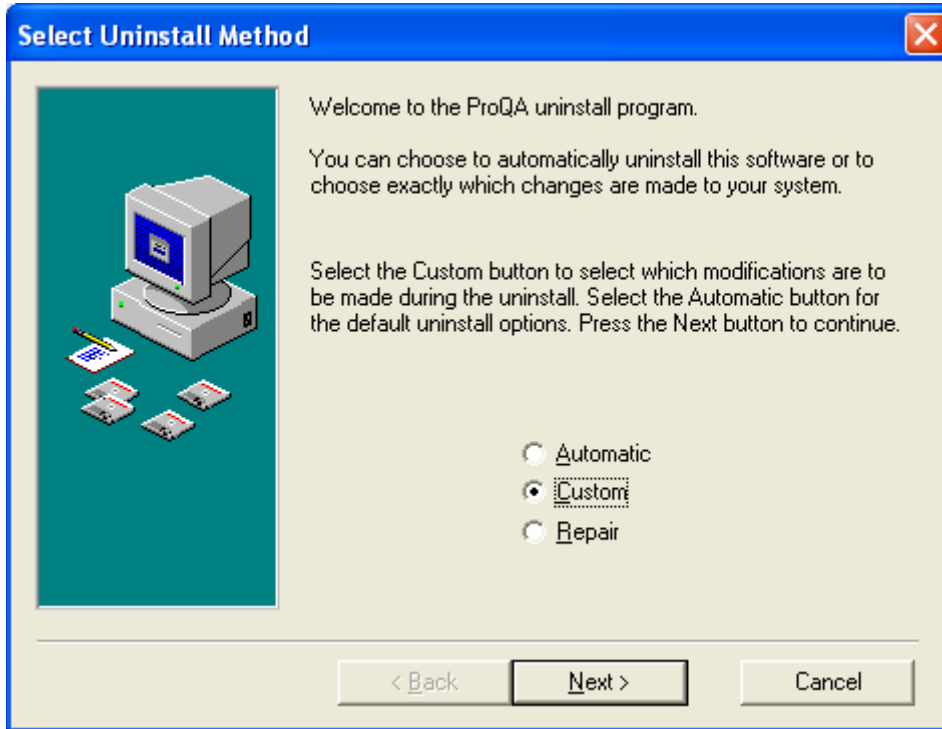 Select Uninstall Method
Welcome to the ProQA uninstall program.
You can choose to automatically uninstall this software or to
choose exactly which changes are made to your system.
Select the Custom button to select which modifications are to
be made during the uninstall. Select the Automatic button for
the default uninstall options. Press the Next button to continue.
Automatic
Custom
Repair
< Back
Next >
Cancel